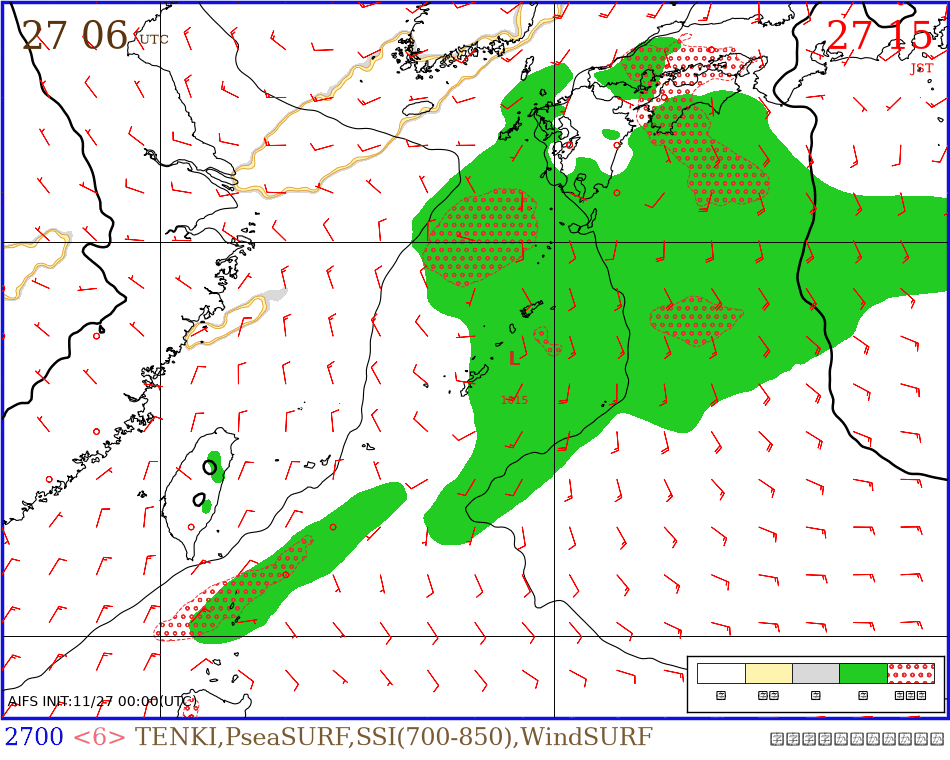 27 06 UTC
27 15
JST
L
1015
AIFS INIT:11/27 00:00(UTC)
2700 <6> TENKI,PseaSURF,SSI(700-850),WindSURF